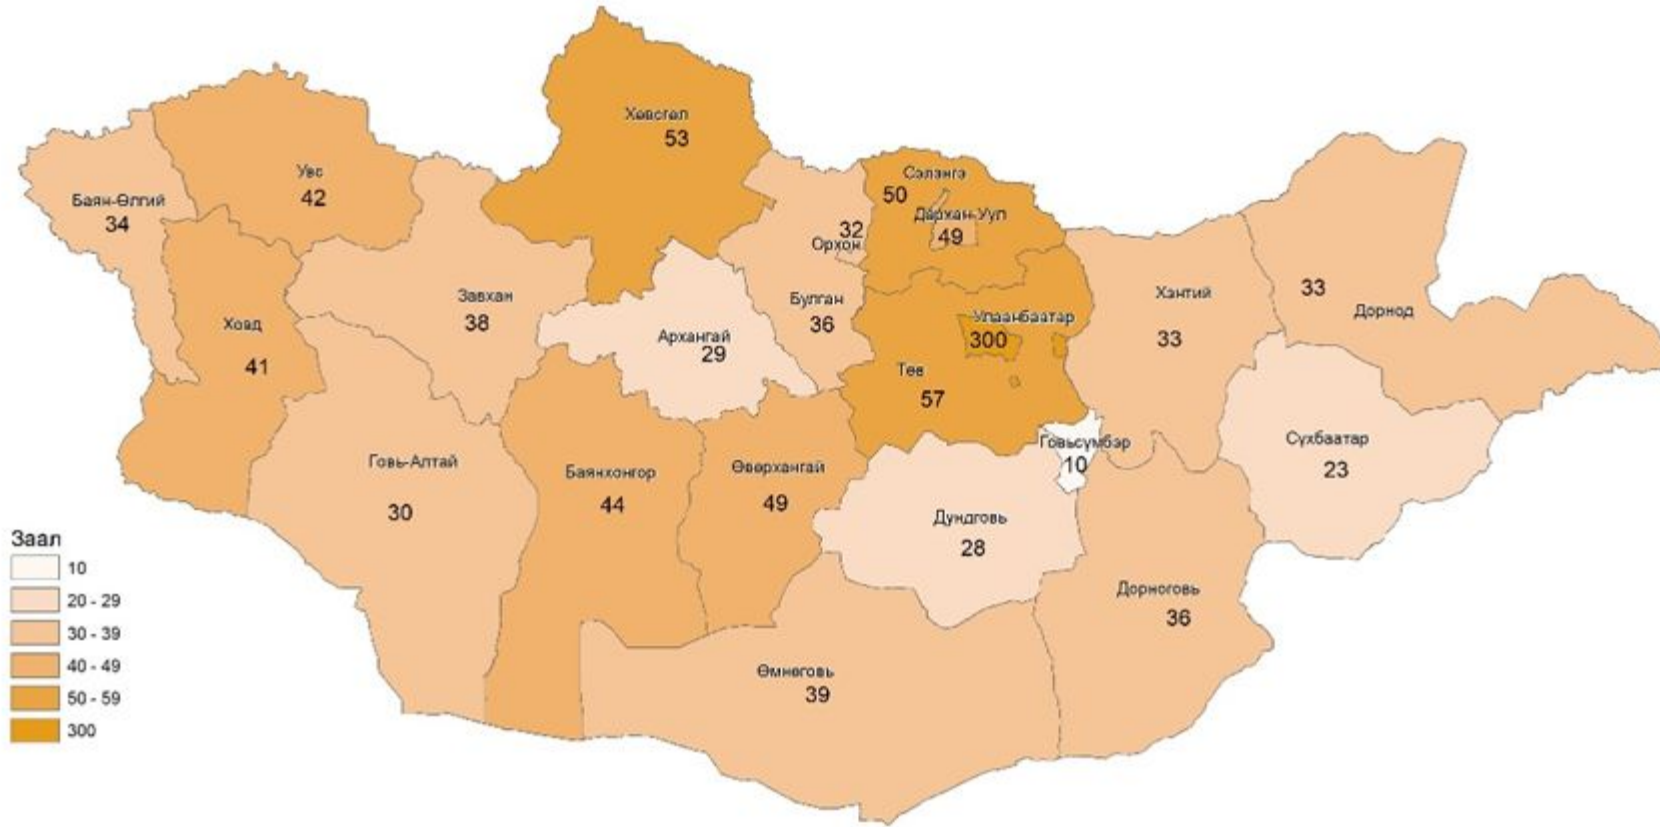 Хөвсгөл
53
Увс
42
Баян-Өлгий
34
Сэлэнгэ
50
Дархан-Уул
49
32
Орхон
Завхан
38
Булган
36
Ховд
41
Архангай
29
Улаанбаатар
300
Төв
57
Хэнтий
33
33
Дорнод
Говьсүмбэр
10
Сүхбаатар
23
Говь-Алтай
30
Баянхонгор
44
Өвөрхангай
49
Дундговь
28
Дорноговь
36
Өмнөговь
39
Заал
10
20 - 29
30 - 39
40 - 49
50 - 59
300